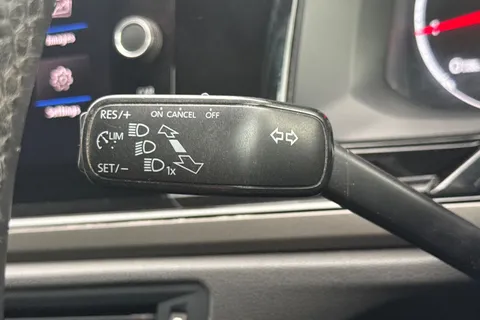 Images
Settings
RES/+
ON CANCEL OFF
LIM
1x
SET/-